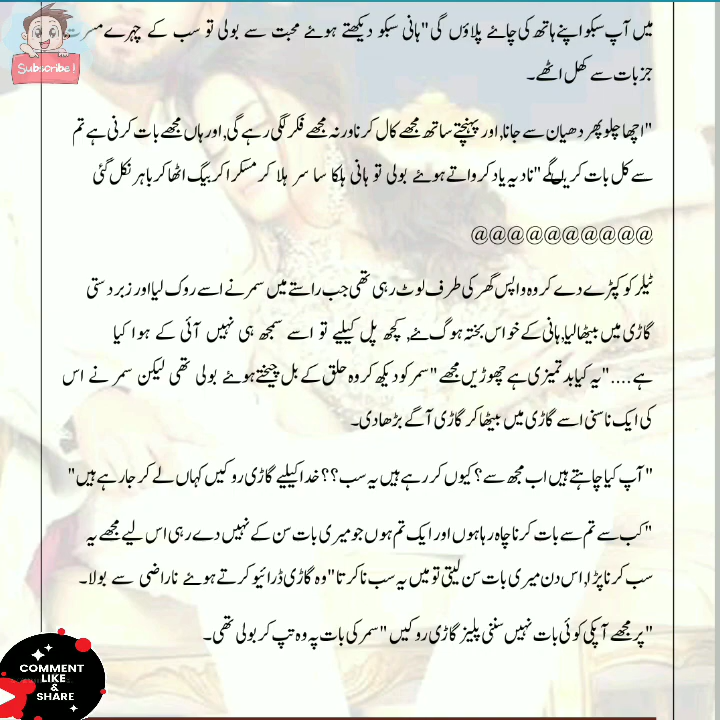 میں آپ سبکو اپنے ہاتھ کی چائے پلاؤں گی"ہانی سبکو دیکھتے ہوئے محبت سے بولی تو سب کے چہرے مسرت
جزبات سے کھل اٹھے۔
"اچھا چلو پھر دھیان سے جانا,اور پہنچتے ساتھ مجھے کال کرنا ورنہ مجھے فکر لگی رہے گی,اور ہاں مجھے بات کرنی ہے تم
سے کل بات کریں گے"نادیہ یاد کرواتے ہوئے بولی تو ہانی ہلکا سا سر ہلا کر مسکرا کر بیگ اٹھا کر باہر نکل گئی
@@@@@@@@@@
ٹیلر کو کپڑے دے کر وہ واپس گھر کی طرف لوٹ رہی تھی جب راستے میں سمر نے اسے روک لیا اور زبردستی
گاڑی میں بیٹھا لیا,ہانی کے خواس بختہ ہو گئے, کچھ پل کیلیے تو اسے سمجھ ہی نہیں آئی کے ہوا کیا
ہے...."یہ کیا بدتمیزی ہے چھوڑیں مجھے"سمر کو دیکھ کر وہ حلق کے بل چیختے ہوئے بولی تھی لیکن سمر نے اس
کی ایک نا سنی اسے گاڑی میں بیٹھا کر گاڑی آگے بڑھا دی۔
"آپ کیا چاہتے ہیں اب مجھ سے؟ کیوں کر رہے ہیں یہ سب؟؟ خدا کیلیے گاڑی روکیں کہاں لے کر جا رہے ہیں"
"کب سے تم سے بات کرنا چاہ رہا ہوں اور ایک تم ہوں جو میری بات سن کے نہیں دے رہی اس لیے مجھے یہ
سب کرنا پڑا,اس دن میری بات سن لیتی تو میں یہ سب نا کرتا"وہ گاڑی ڈرائیو کرتے ہوئے ناراضی سے بولا۔
"پر مجھے آپکی کوئی بات نہیں سننی پلیز گاڑی روکیں"سمر کی بات پہ وہ تپ کر بولی تھی۔
Subscribe!
COMMENT
LIKE
&
SHARE